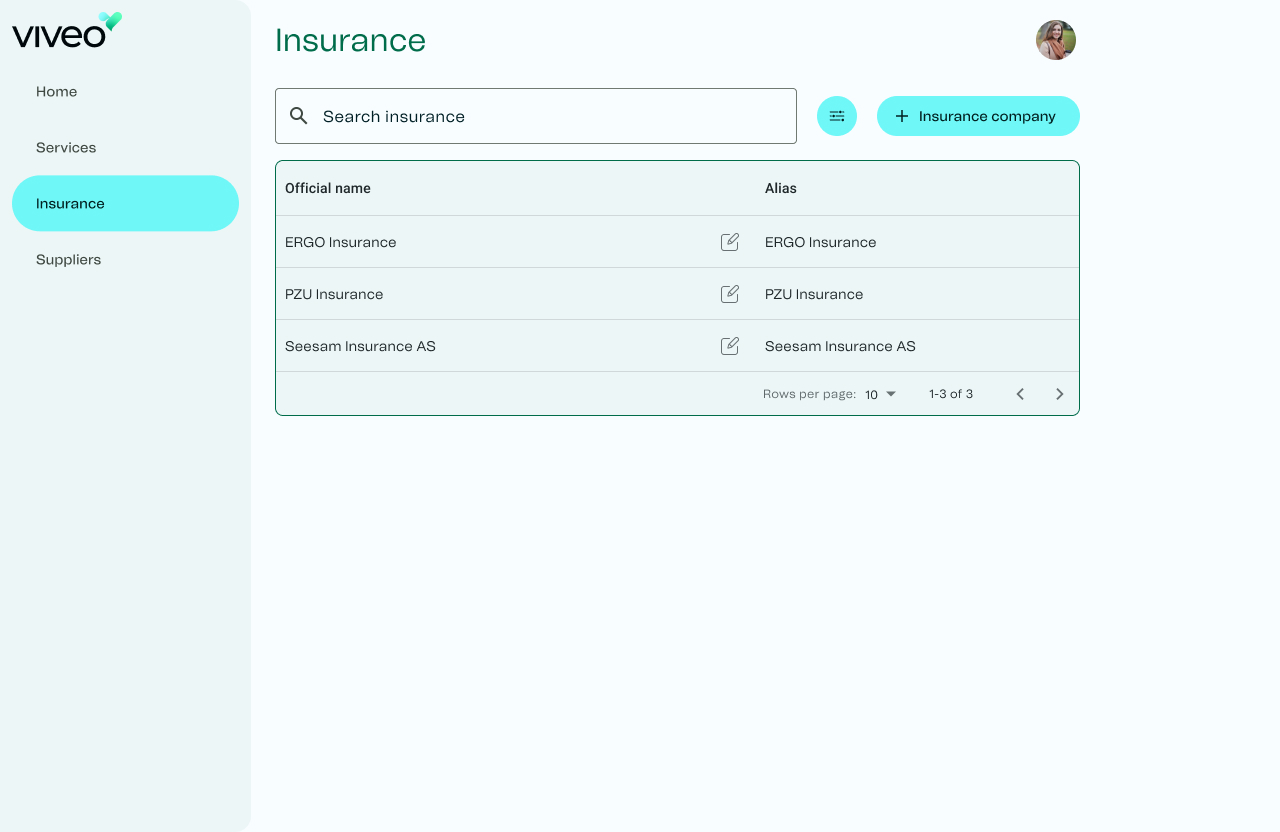 viveo
Home
Services
Insurance
Suppliers
Insurance
Search insurance
Insurance company
Official name Alias
ERGO Insurance ERGO Insurance
PZU Insurance PZU Insurance
Seesam Insurance AS Seesam Insurance AS
Rows per page: 10 1-3 of 3